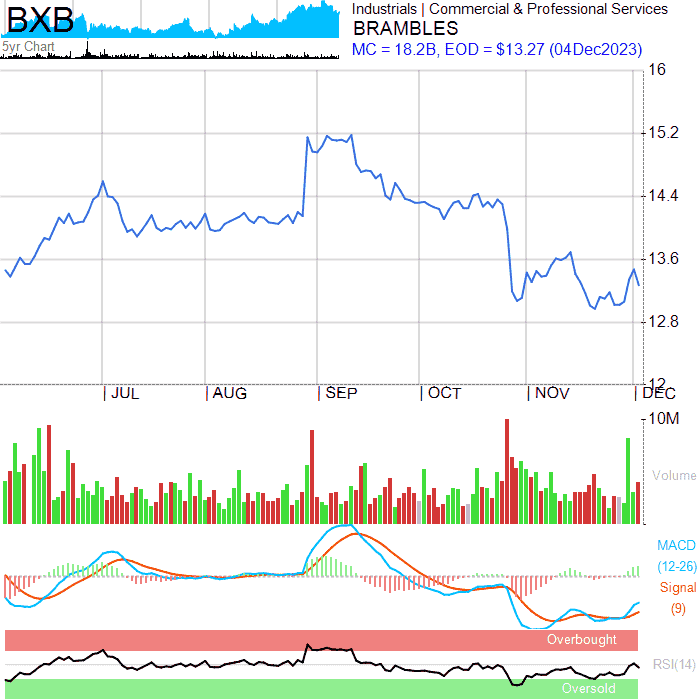 BXB
5yr Chart
Industrials | Commercial & Professional Services
BRAMBLES
MC = 18.2B, EOD = $13.27 (04Dec2023)
16
15.2
14.4
13.6
12.8
12
JUL AUG SEP OCT NOV DEC
10M
Volume
MACD
(12-26)
Signal
(9)
Overbought
RSI(14)
Oversold